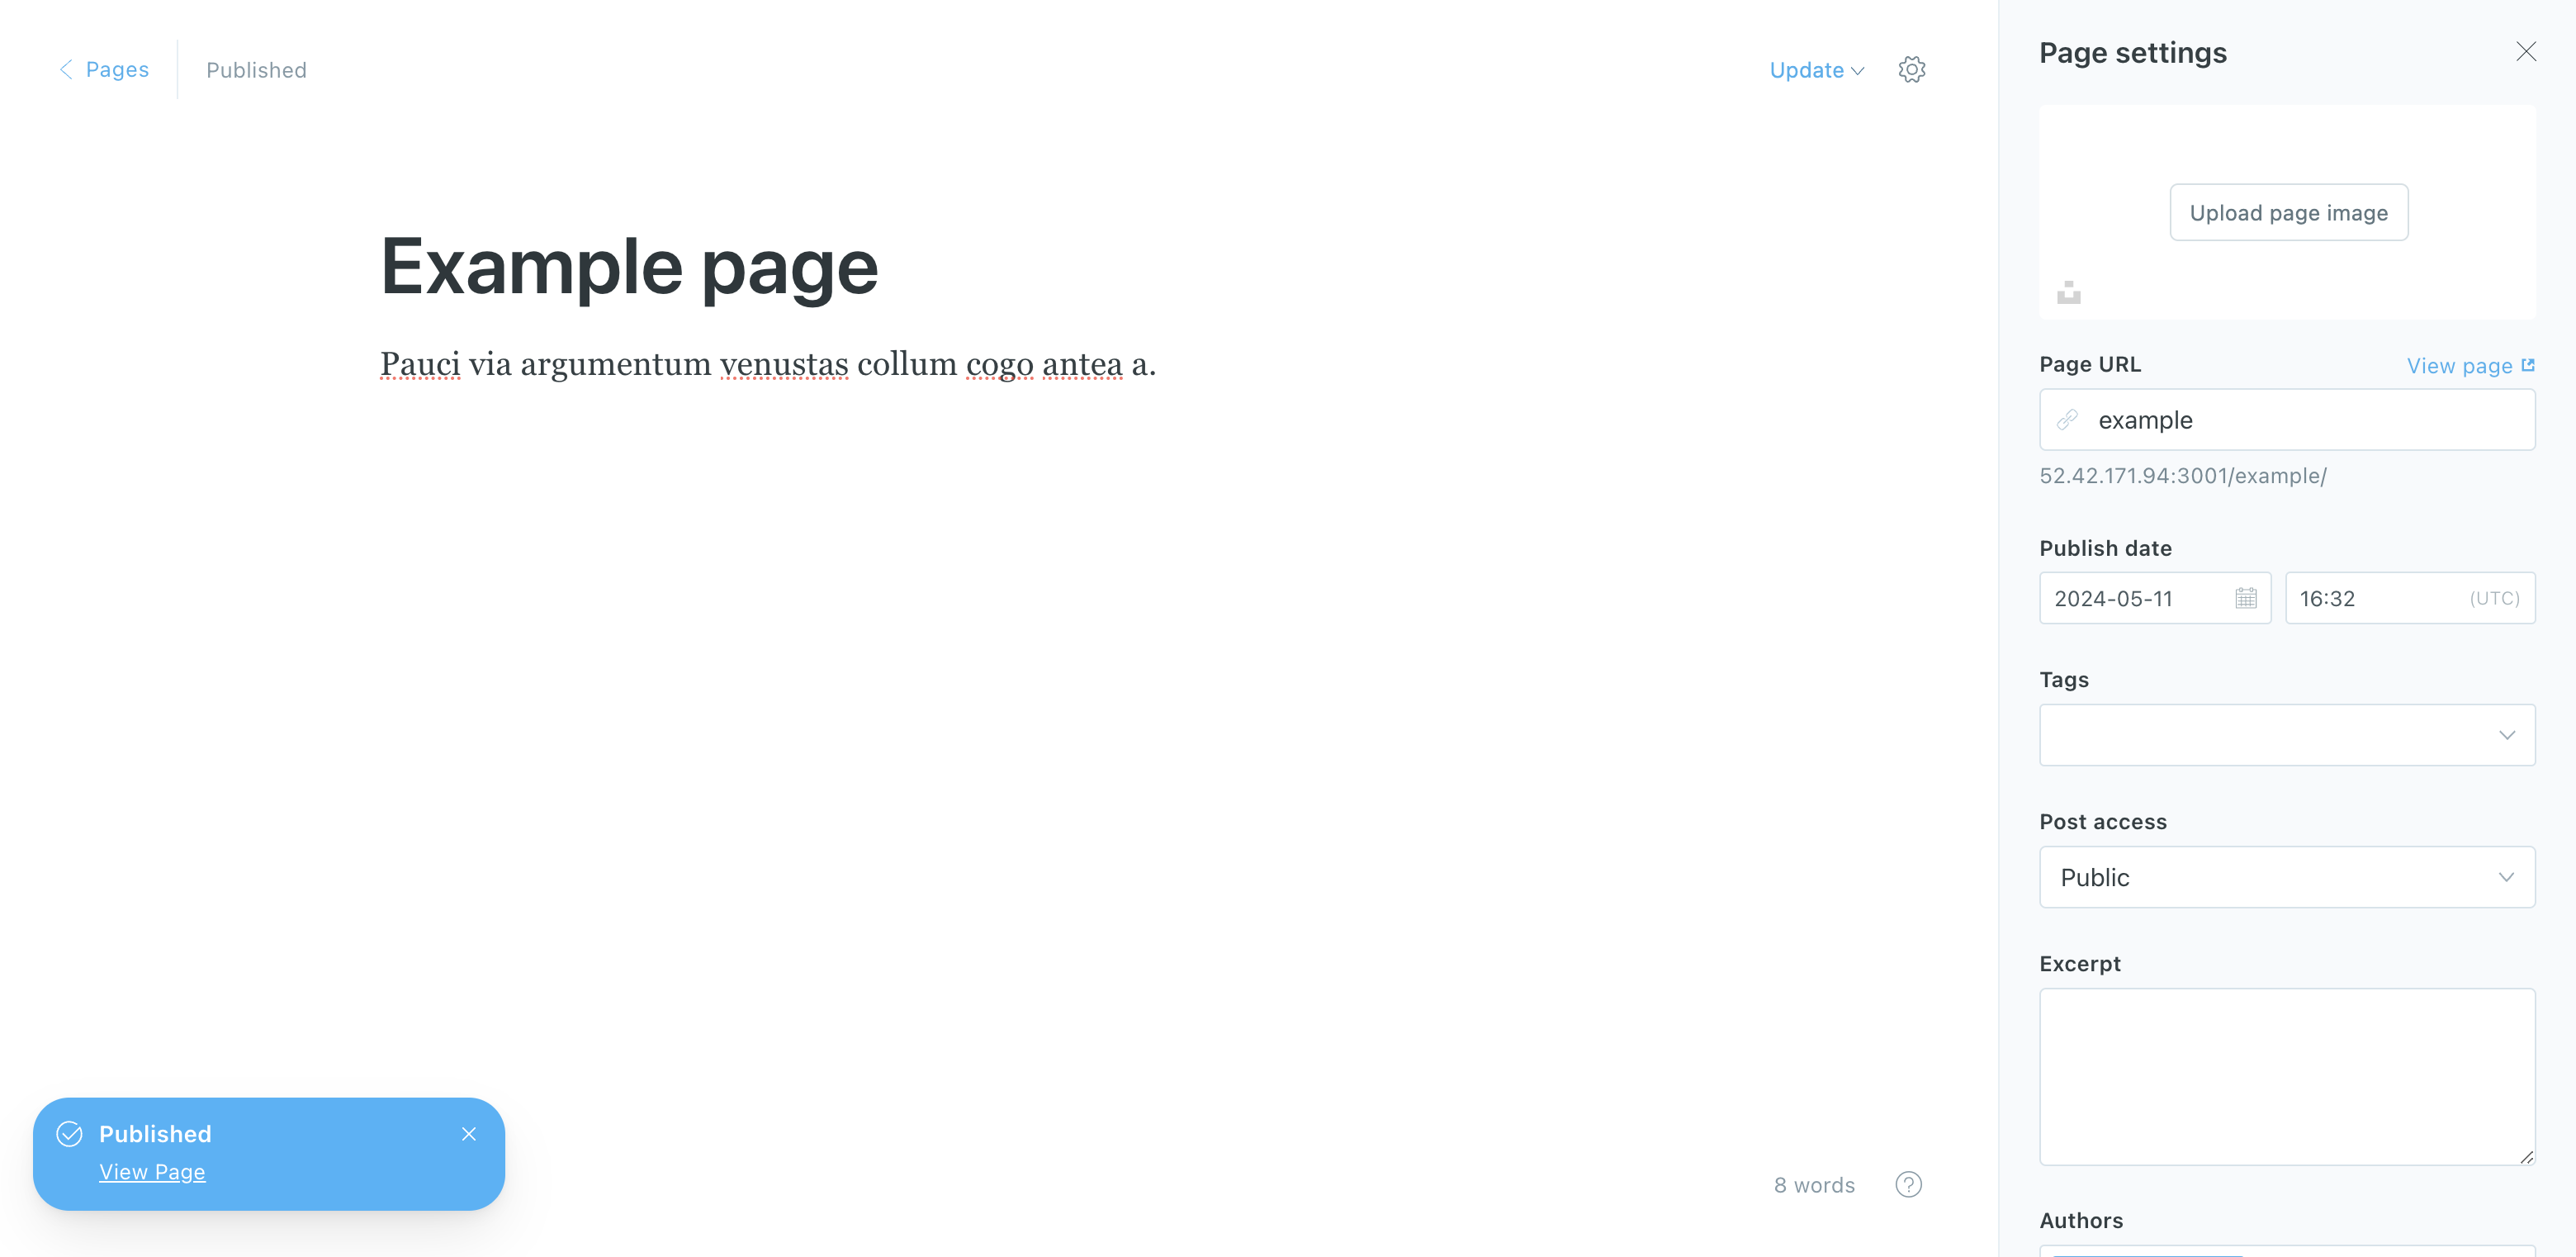 Pages
Published
Update
Example page
Pauci via argumentum venustas collum cogo antea a.
Published
View Page
8 words
?
Page settings
Upload page image
Page URL
View page
example
52.42.171.94:3001/example/
Publish date
2024-05-11
16:32
(UTC)
Tags
Post access
Public
Excerpt
Authors